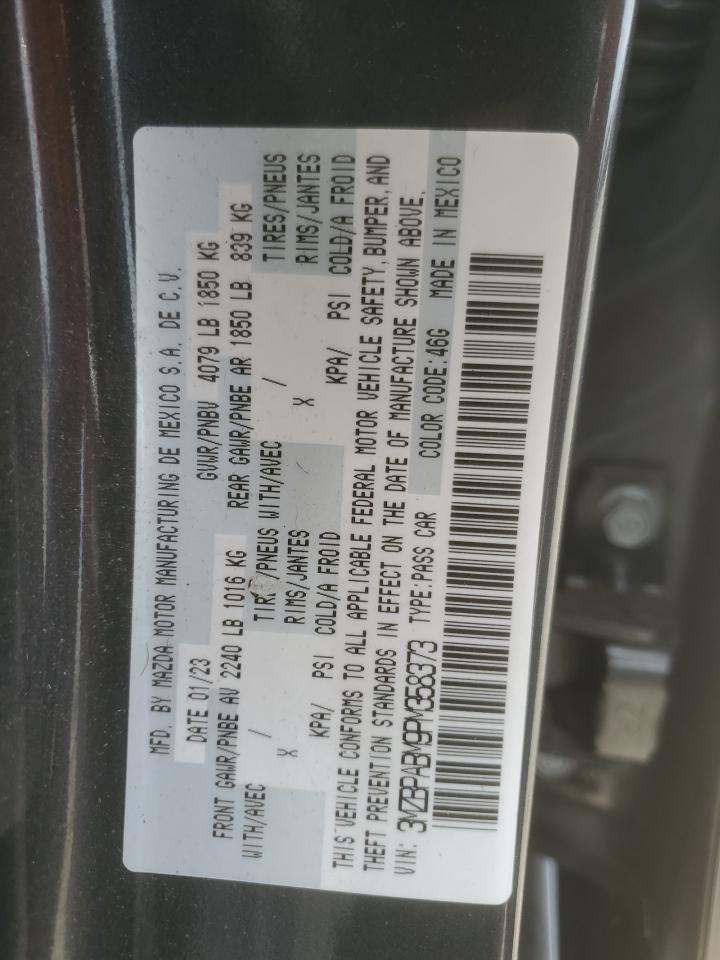 MFD. BY MAZDA MOTOR MANUFACTURING DE MEXICO S.A. DE C.V.
DATE 01/23 GVWR/PNBV 4079 LB 1850 KG
FRONT GAWR/PNBE AV 2240 LB 1016 KG REAR GAWR/PNBE AR 1850 LB 839 KG
WITH/AVEC / TIRES/PNEUS WITH/AVEC / TIRES/PNEUS
X RIMS/JANTES X RIMS/JANTES
KPA/ PSI COLD/A FROID KPA/ PSI COLD/A FROID
THIS VEHICLE CONFORMS TO ALL APPLICABLE FEDERAL MOTOR VEHICLE SAFETY, BUMPER, AND
THEFT PREVENTION STANDARDS IN EFFECT ON THE DATE OF MANUFACTURE SHOWN ABOVE.
VIN: 3MZBPABM9PM358373 TYPE:PASS CAR COLOR CODE:46G MADE IN MEXICO